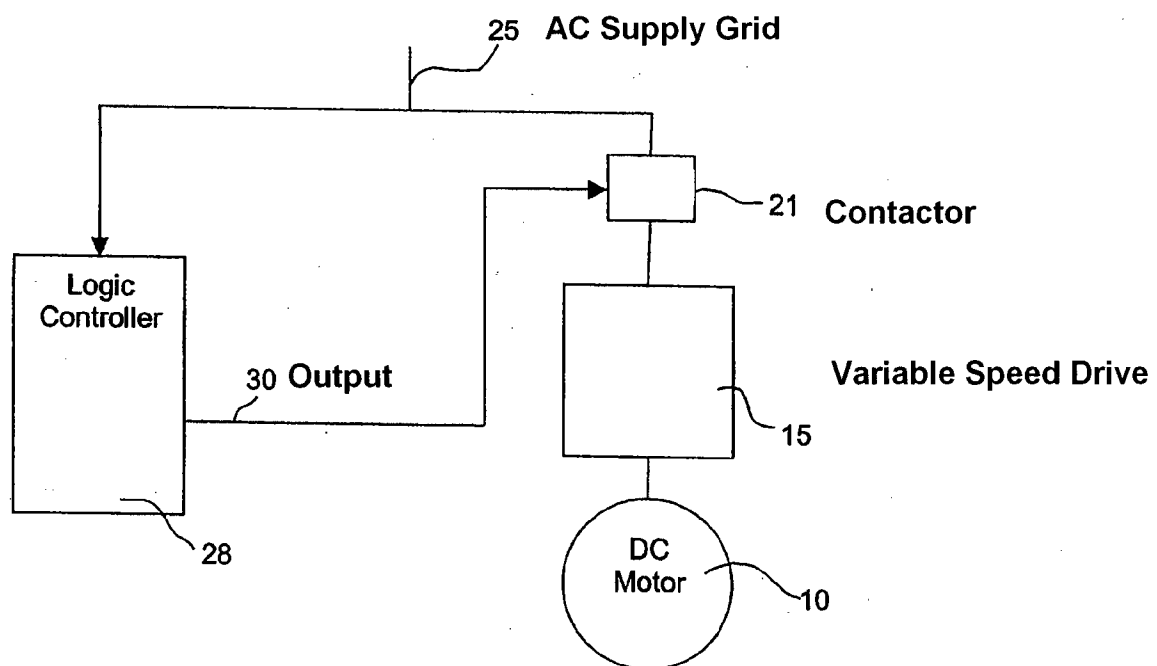 25 AC Supply Grid
21 Contactor
Logic
Controller
30 Output
Variable Speed Drive
15
28
DC
Motor
10